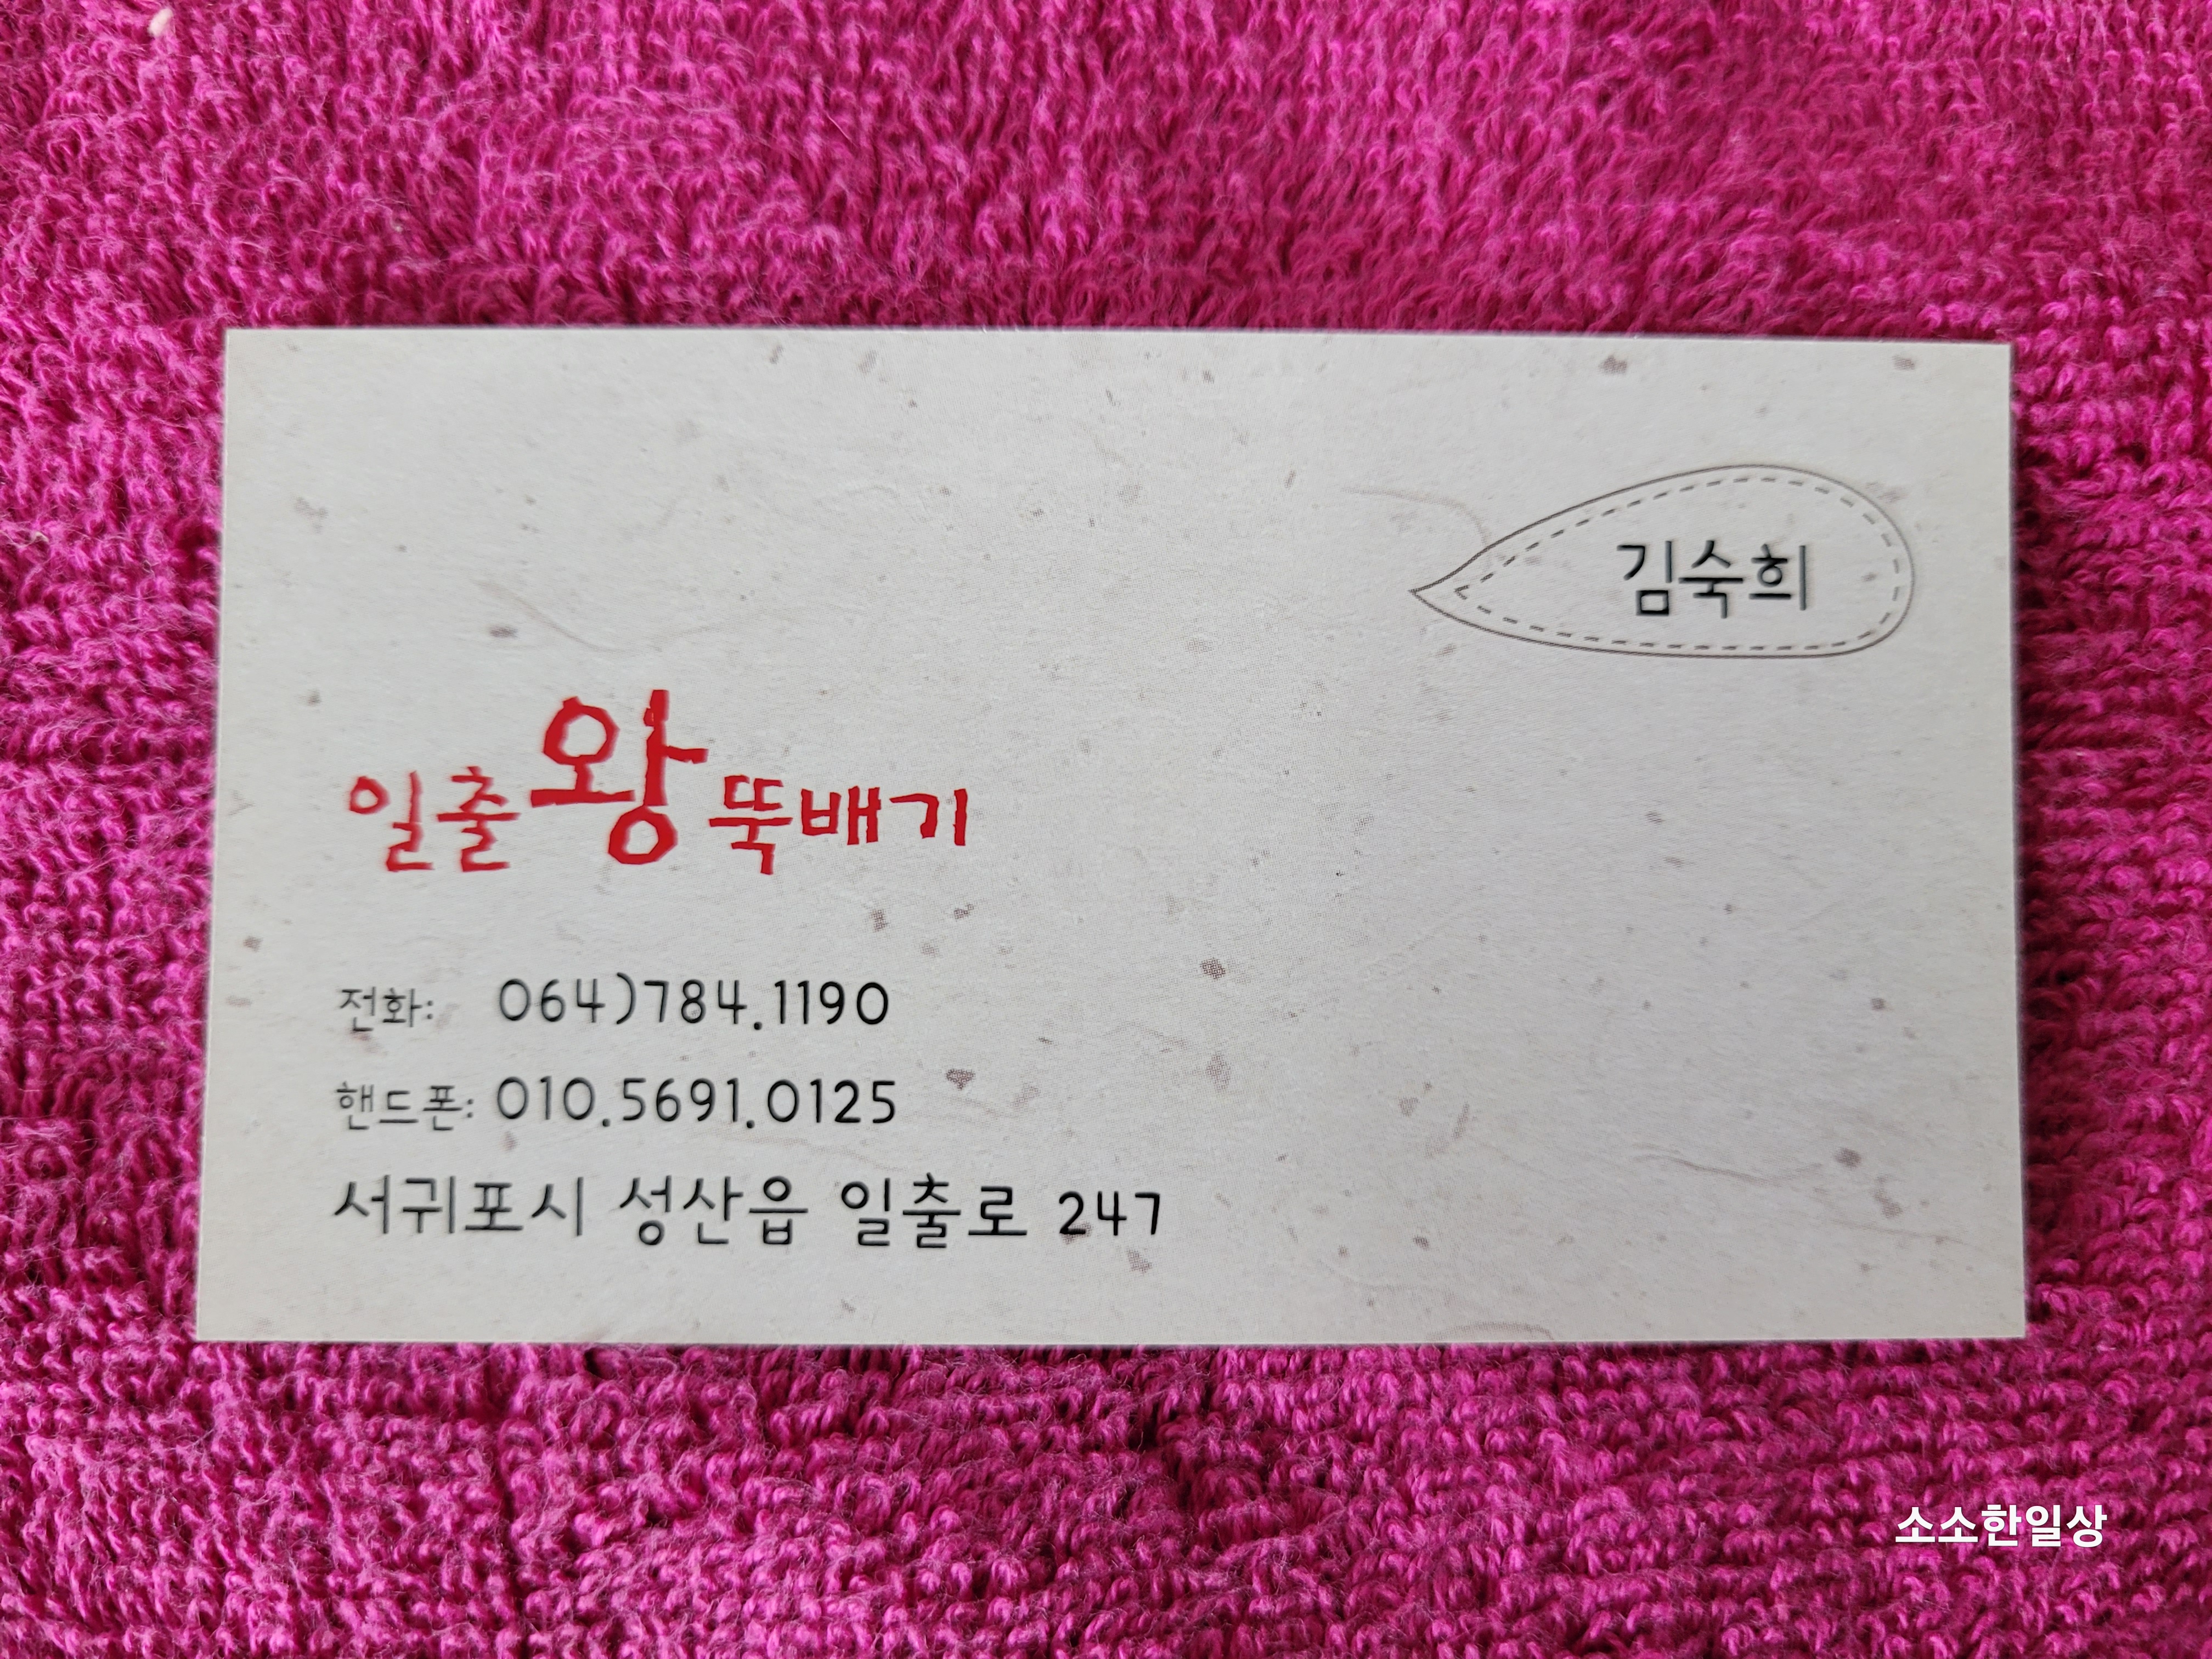 김숙희
일출왕뚝배기
전화: 064)784.1190
핸드폰: 010.5691.0125
서귀포시 성산읍 일출로 247
소소한일상